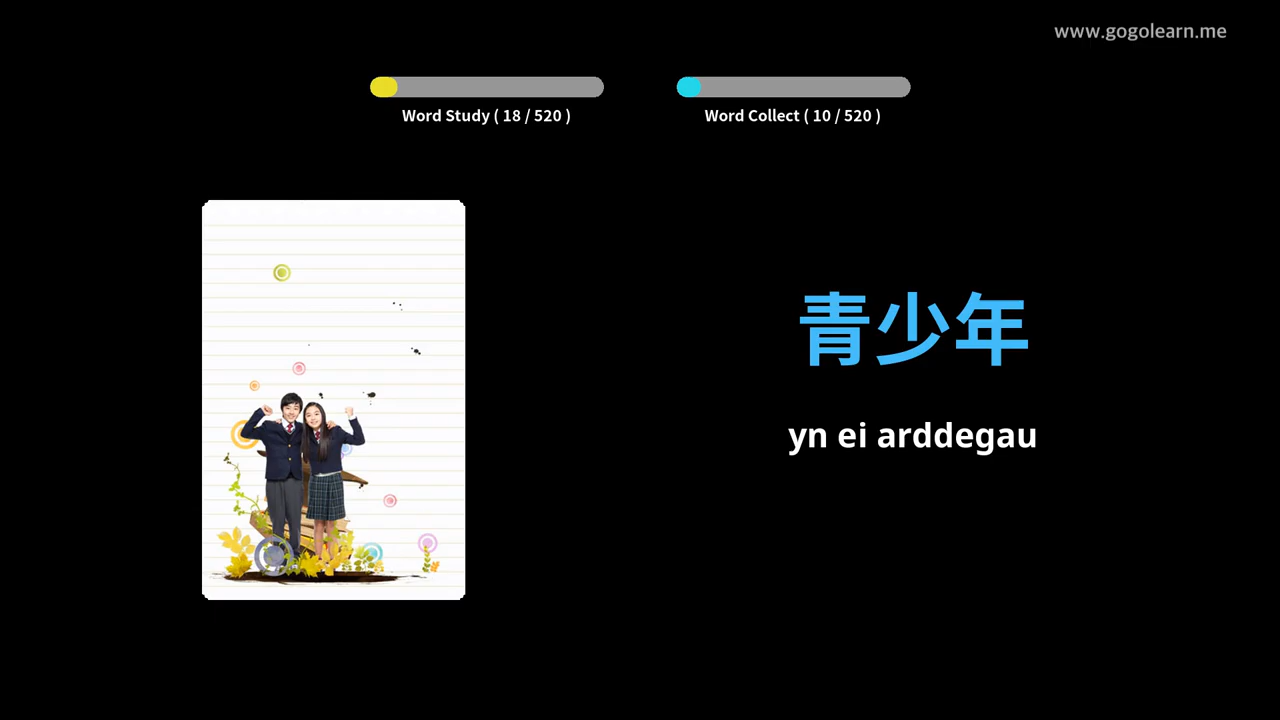 www.gogolearn.me
Word Study ( 18 / 520 )
Word Collect ( 10 / 520 )
青少年
yn ei arddegau